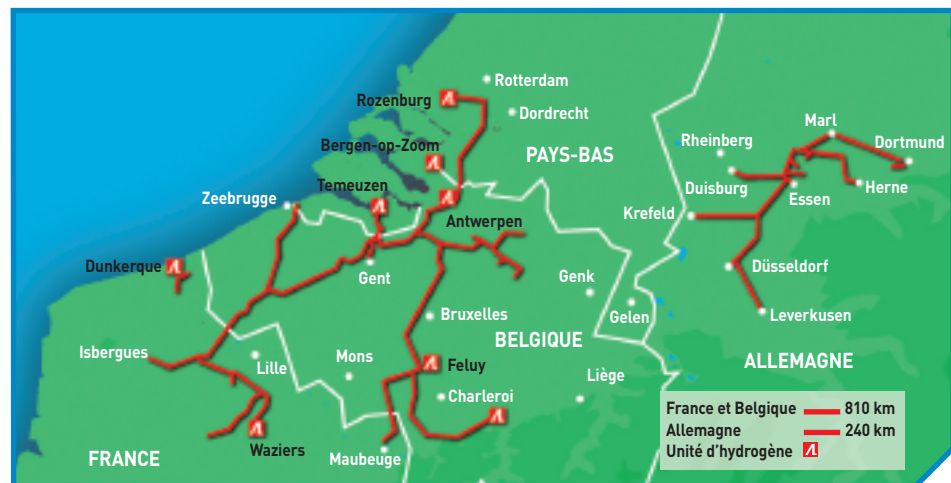 Rotterdam
Rozenburg
Dordrecht
Marl
Bergen-op-Zoom
Rheinberg
Dortmund
PAYS-BAS
Temeuzen
Duisburg
Essen
Herne
Zeebrugge
Krefeld
Antwerpen
Dunkerque
Gent
Genk
Düsseldorf
Gelen
Bruxelles
Leverkusen
BELGIQUE
Isbergues
Lille
Mons
Feluy
ALLEMAGNE
Liège
Charleroi
France et Belgique 810 km
Allemagne 240 km
Unité d'hydrogène
Waziers
FRANCE
Maubeuge